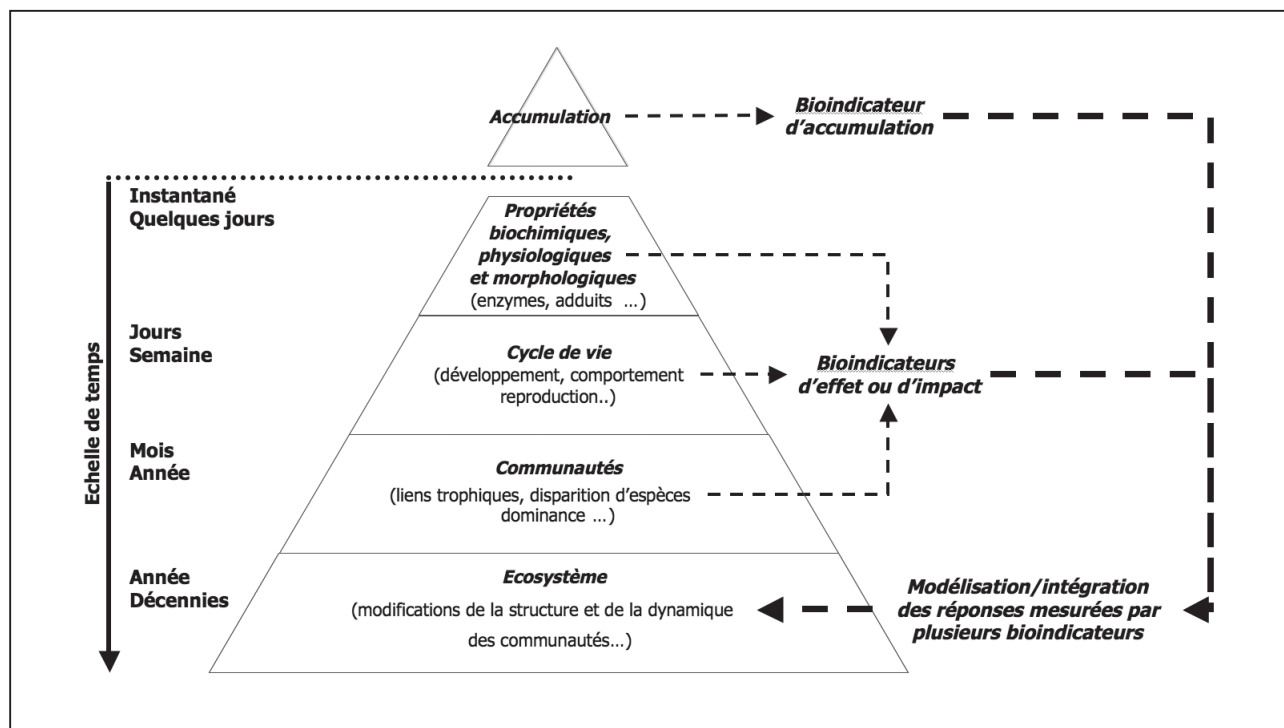 Accumulation
Bioindicateur
d'accumulation
Instantané
Quelques jours
Propriétés
biochimiques,
physiologiques
et morphologiques
(enzymes, adduits ...)
Jours
Semaine
Cycle de vie
(développement, comportement
reproduction..)
Bioindicateurs
d'effet ou d'impact
Echelle de temps
Mois
Année
Communautés
(liens trophiques, disparition d'espèces
dominance ...)
Année
Décennies
Ecosystème
(modifications de la structure et de la dynamique
des communautés...)
Modélisation/intégration
des réponses mesurées par
plusieurs bioindicateurs